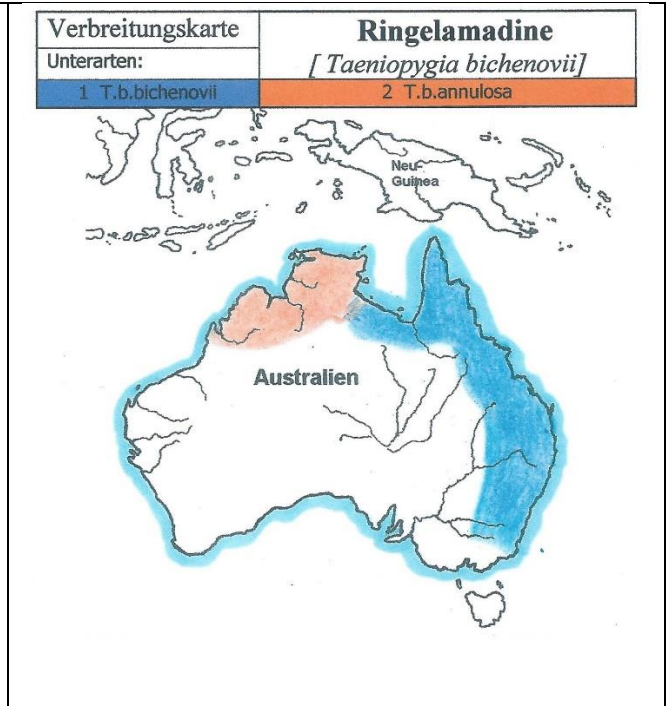 Verbreitungskarte
Unterarten:
Ringelamadine
[ Taeniopygia bichenovii]
1 T.b.bichenovii
2 T.b.annulosa
Neu-
Guinea
Australien